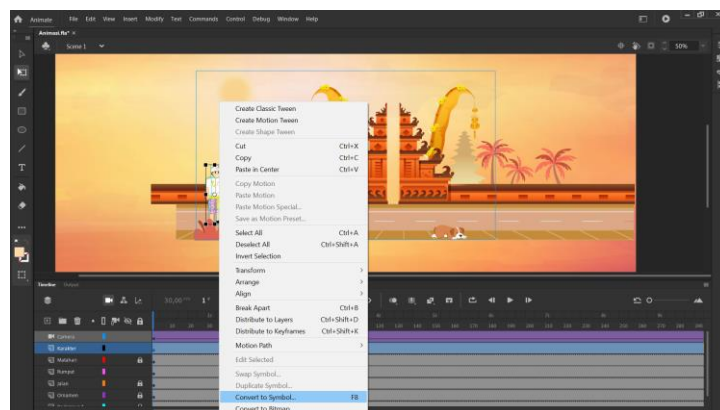 Animate File Edit View Insert Modify Text Commands Control Debug Window Help
Animasi.fla* ×
Scene 1 50%
Create Classic Tween
Create Motion Tween
Create Shape Tween
Cut Ctrl+X
Copy Ctrl+C
Paste in Center Ctrl+V
Copy Motion
Paste Motion
Paste Motion Special...
Save as Motion Preset...
Select All Ctrl+A
Deselect All Ctrl+Shift+A
Invert Selection
Transform
Arrange
Align
Break Apart Ctrl+B
Distribute to Layers Ctrl+Shift+D
Distribute to Keyframes Ctrl+Shift+K
Motion Path
Edit Selected
Swap Symbol...
Duplicate Symbol...
Convert to Symbol... F8
Convert to Bitmap
Timeline Output
30,00 1
Camera
Karakter
Matahari
Rumput
Jalan
Ornamen